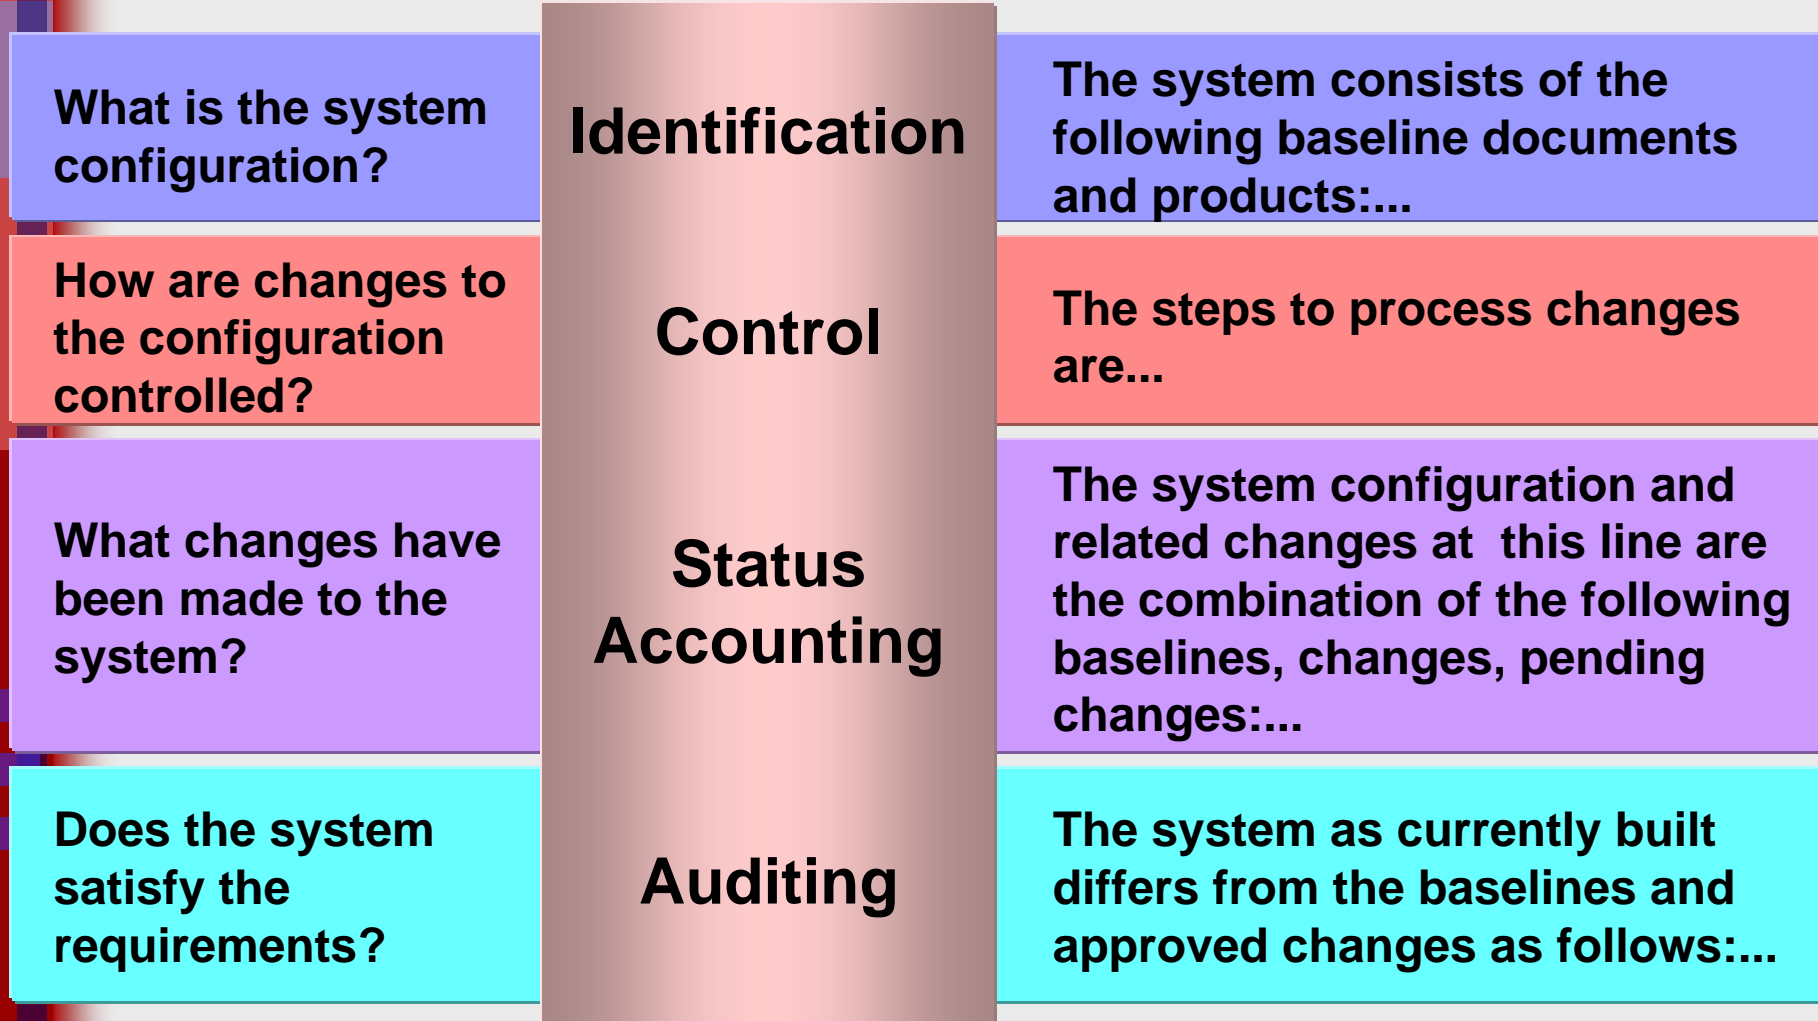 What is the system
configuration?
Identification
The system consists of the
following baseline documents
and products:...
How are changes to
the configuration
controlled?
Control
The steps to process changes
are...
What changes have
been made to the
system?
Status
Accounting
The system configuration and
related changes at  this line are
the combination of the following
baselines, changes, pending
changes:...
Does the system
satisfy the
requirements?
Auditing
The system as currently built
differs from the baselines and
approved changes as follows:...